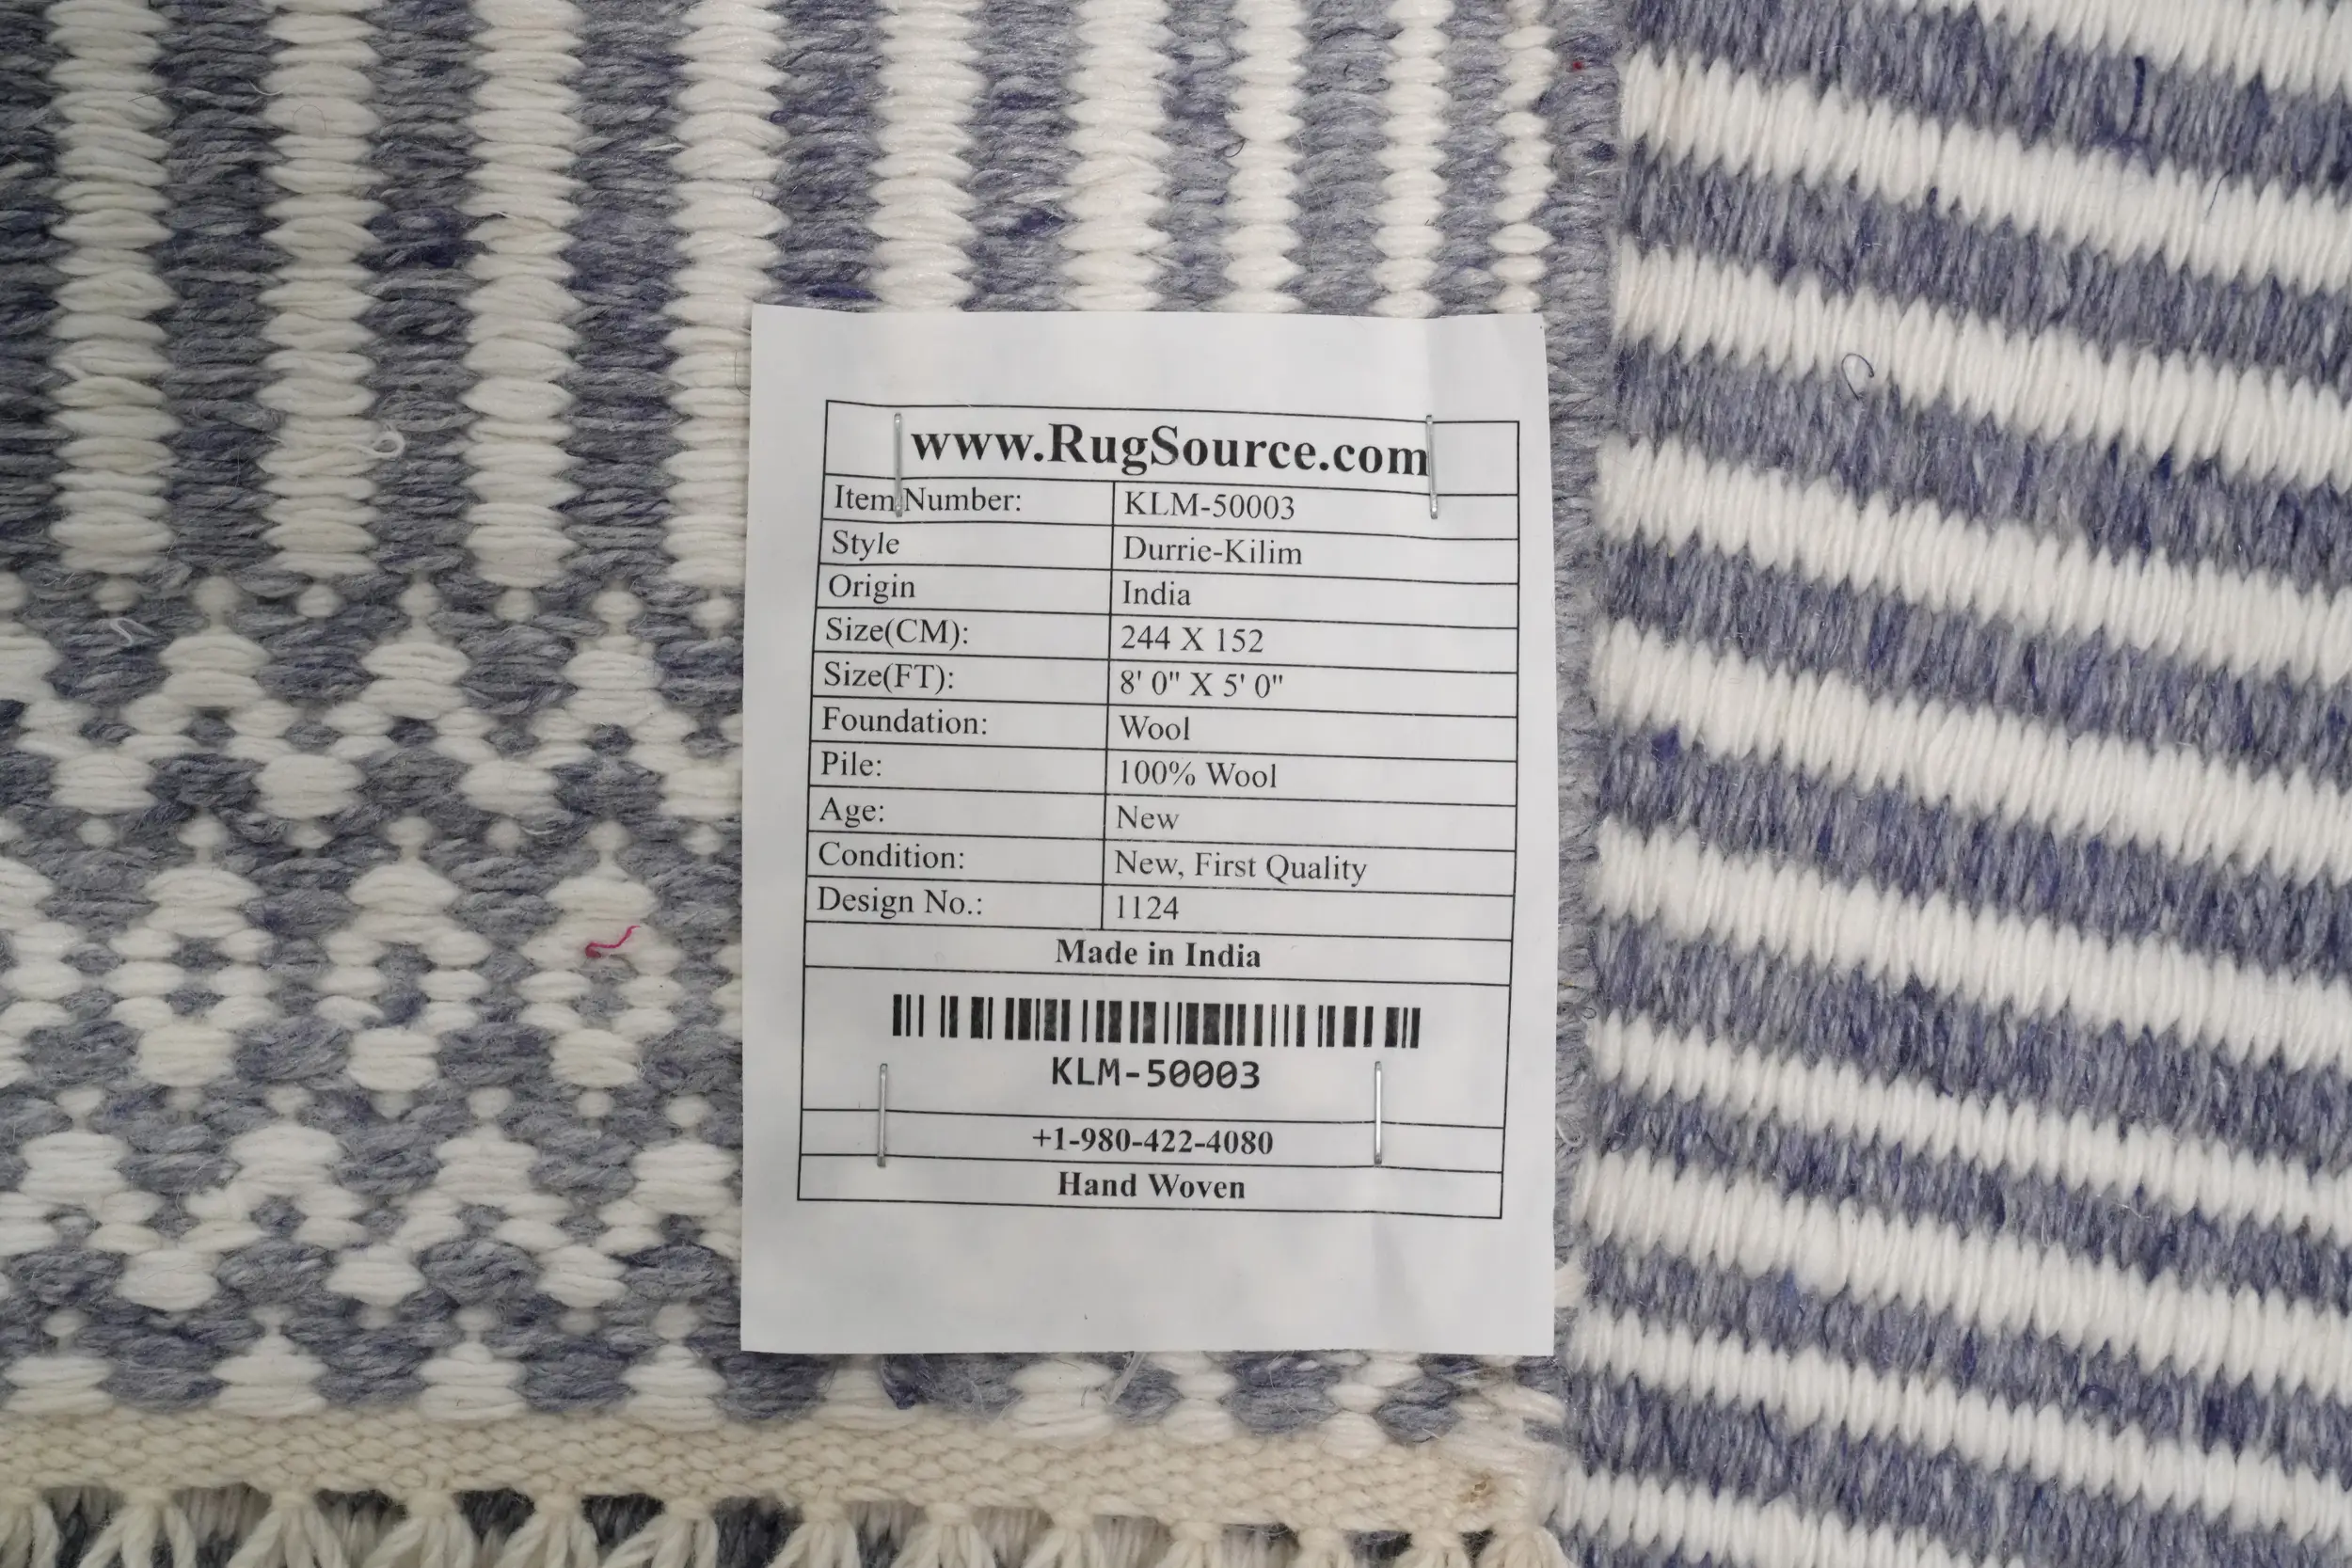 www.RugSource.com
Item Number: KLM-50003
Style Durrie-Kilim
Origin India
Size(CM): 244 X 152
Size(FT): 8' 0" X 5' 0"
Foundation: Wool
Pile: 100% Wool
Age: New
Condition: New, First Quality
Design No.: 1124
Made in India
KLM-50003
+1-980-422-4080
Hand Woven